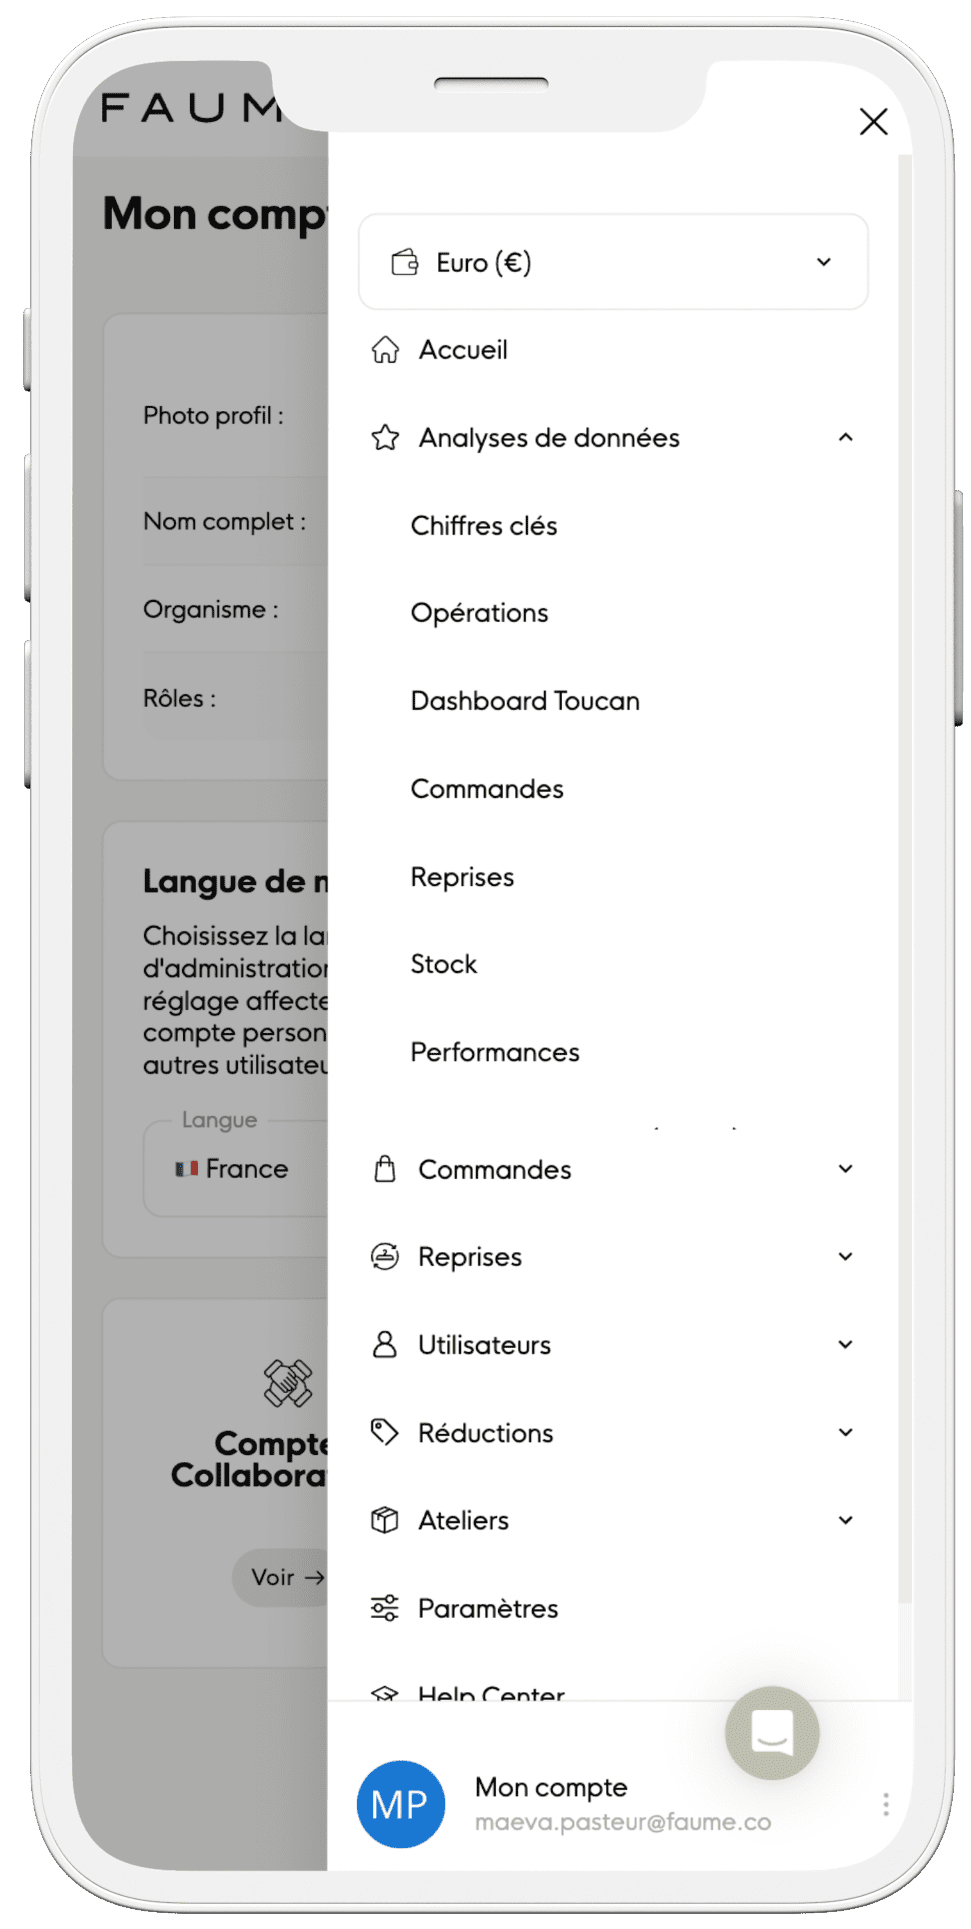 FAUM
Mon comp
Photo profil :
Nom complet :
Organisme :
Rôles :
Langue de
Choisissez la
d'administration
réglage affecte
compte person
autres utilisateu
Langue
France
Compte
Collabora
Voir →
Euro (€)
Accueil
Analyses de données
Chiffres clés
Opérations
Dashboard Toucan
Commandes
Reprises
Stock
Performances
Commandes
Reprises
Utilisateurs
Réductions
Ateliers
Paramètres
Help Center
MP
Mon compte
maeva.pasteur@faume.co